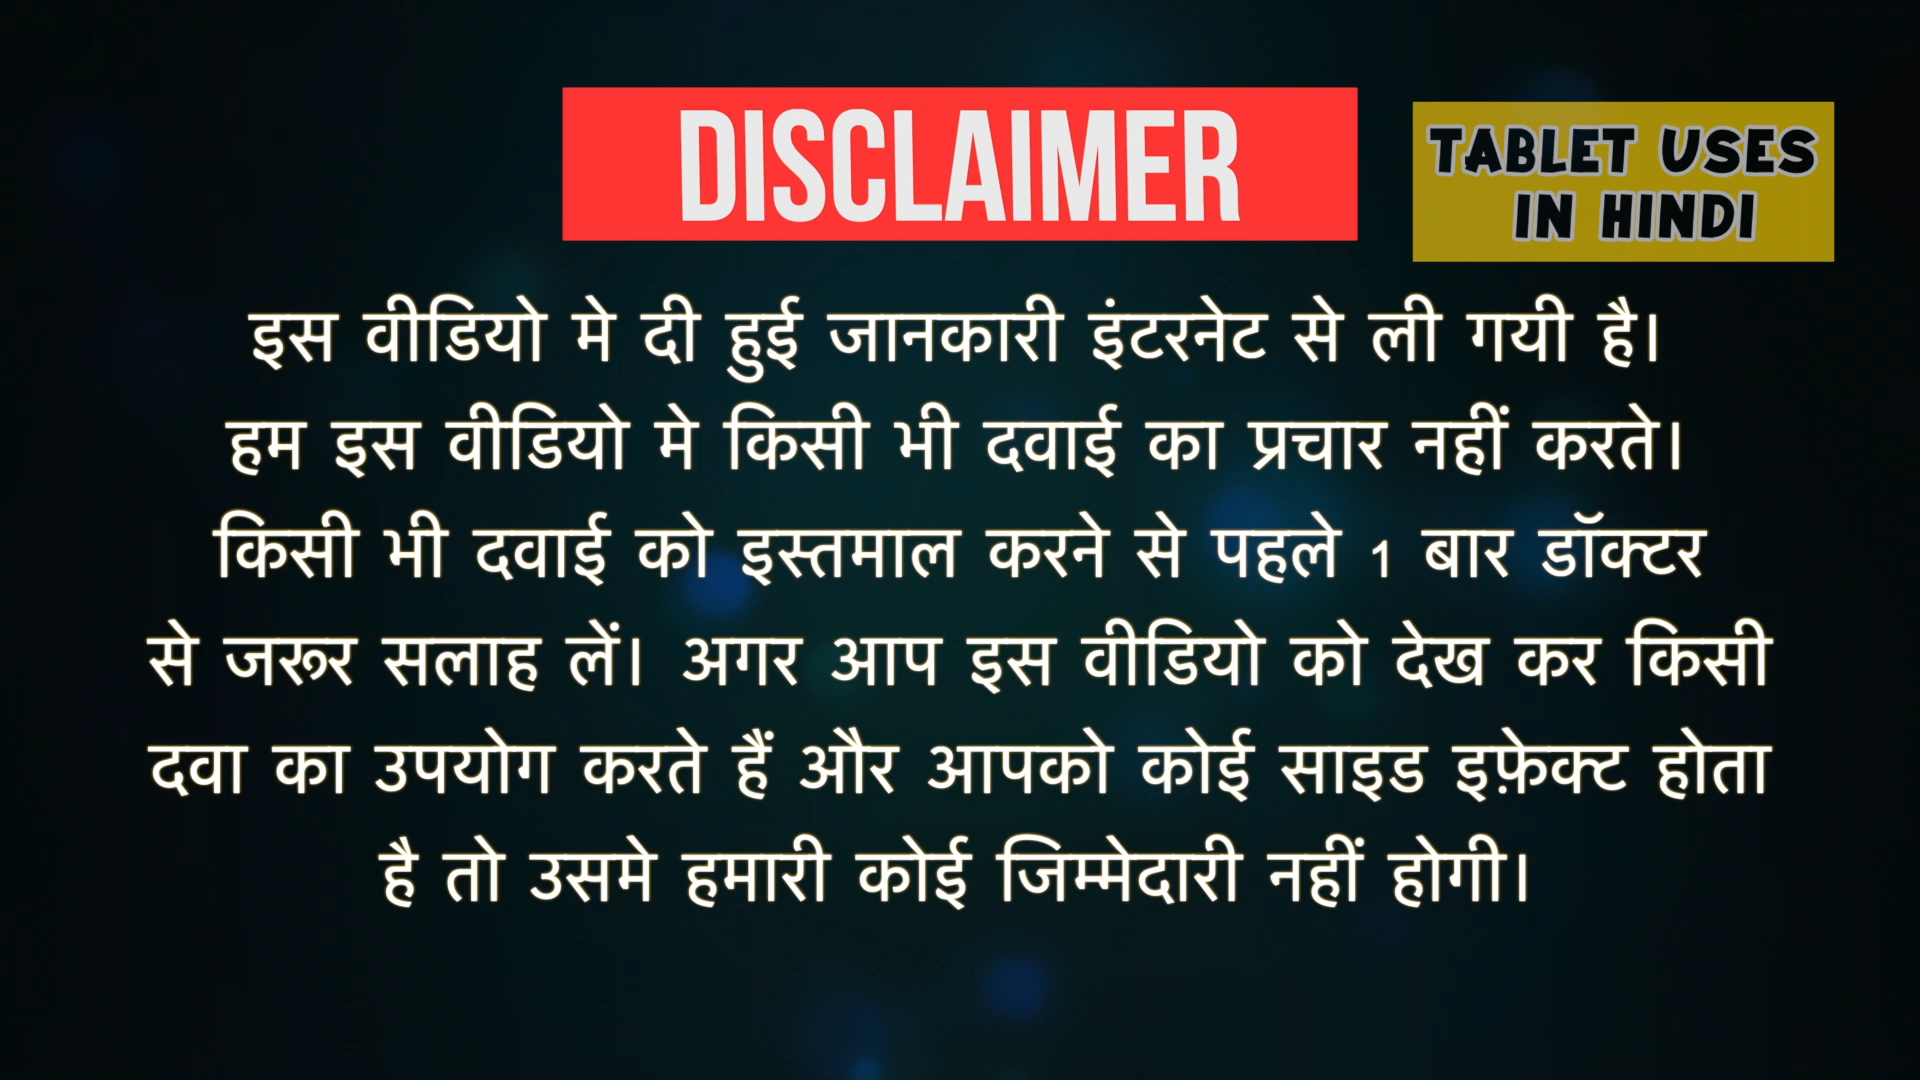 DISCLAIMER
TABLET USES
IN HINDI
इस वीडियो मे दी हुई जानकारी इंटरनेट से ली गयी है।
हम इस वीडियो मे किसी भी दवाई का प्रचार नहीं करते।
किसी भी दवाई को इस्तमाल करने से पहले 1 बार डॉक्टर
से जरूर सलाह लें। अगर आप इस वीडियो को देख कर किसी
दवा का उपयोग करते हैं और आपको कोई साइड इफ़ेक्ट होता
है तो उसमे हमारी कोई जिम्मेदारी नहीं होगी।